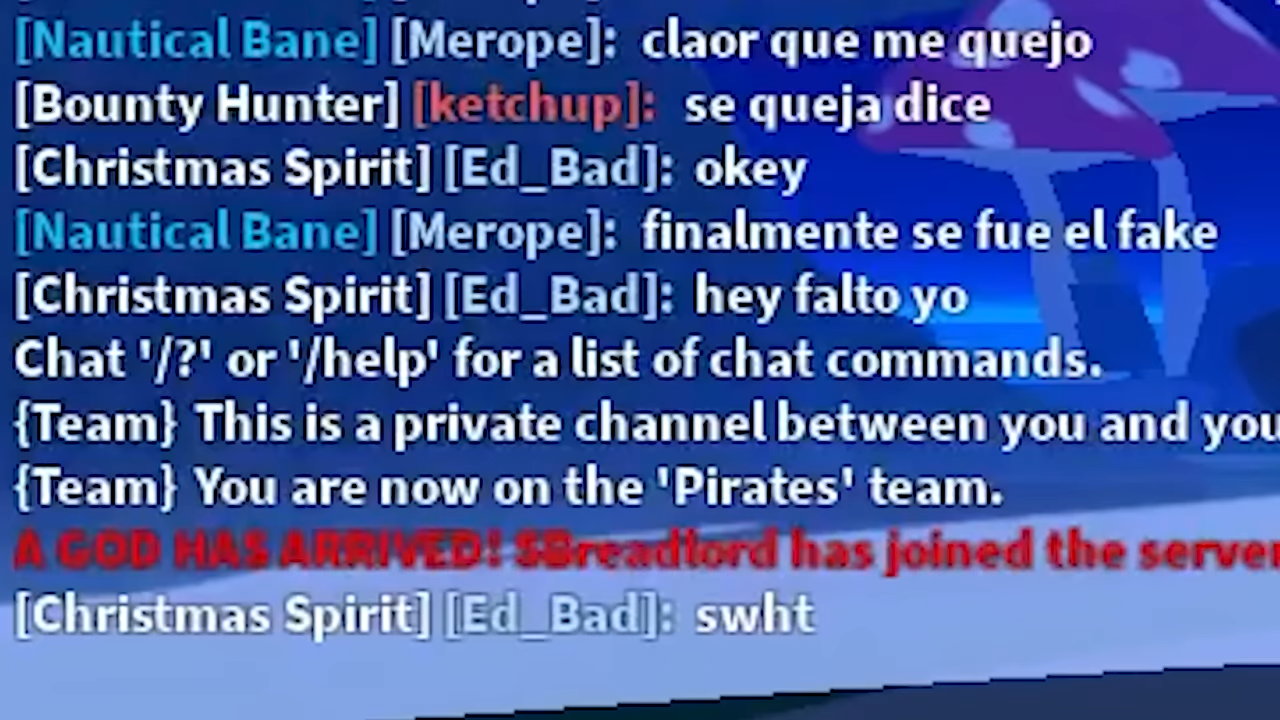 [Nautical Bane] [Merope]: claor que me quejo
[Bounty Hunter] [ketchup]: se queja dice
[Christmas Spirit] [Ed_Bad]: okey
[Nautical Bane] [Merope]: finalmente se fue el fake
[Christmas Spirit] [Ed_Bad]: hey falto yo
Chat '/?' or '/help' for a list of chat commands.
{Team} This is a private channel between you and you
{Team} You are now on the 'Pirates' team.
A GOD HAS ARRIVED! SBreadlord has joined the server
[Christmas Spirit] [Ed_Bad]: swht